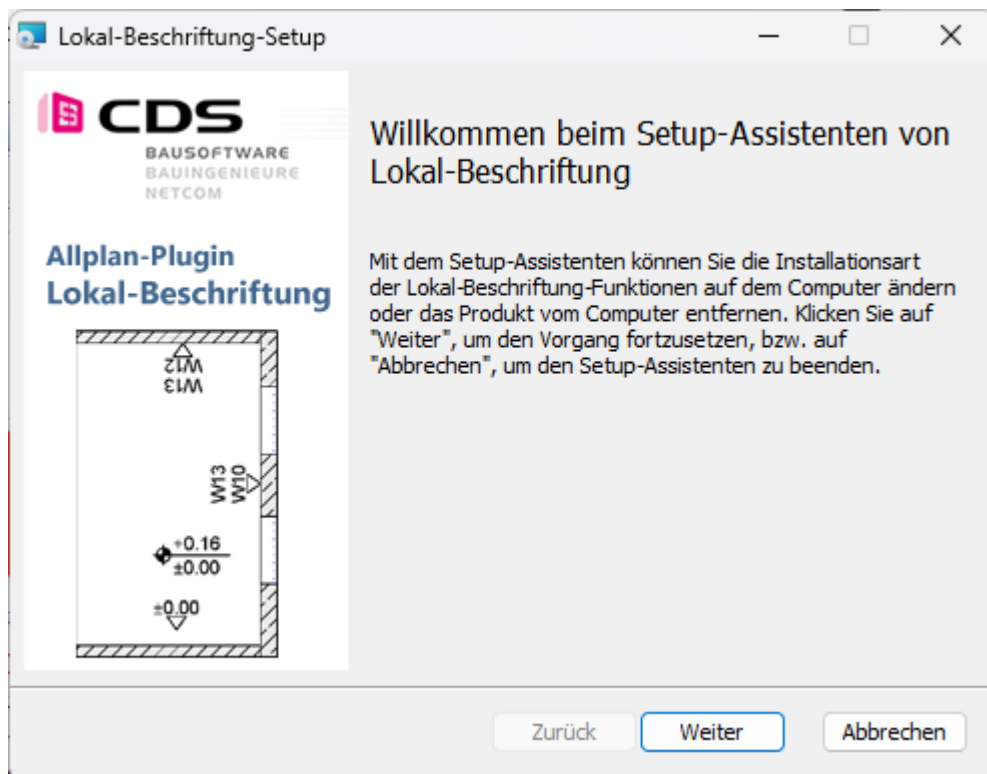 Lokal-Beschriftung-Setup
CDS
BAUSOFTWARE
BAUINGENIEURE
NETCOM
Allplan-Plugin
Lokal-Beschriftung
W12
W13
W13
W10
+0.16
±0.00
±0.00
Willkommen beim Setup-Assistenten von
Lokal-Beschriftung
Mit dem Setup-Assistenten können Sie die Installationsart
der Lokal-Beschriftung-Funktionen auf dem Computer ändern
oder das Produkt vom Computer entfernen. Klicken Sie auf
"Weiter", um den Vorgang fortzusetzen, bzw. auf
"Abbrechen", um den Setup-Assistenten zu beenden.
Zurück
Weiter
Abbrechen